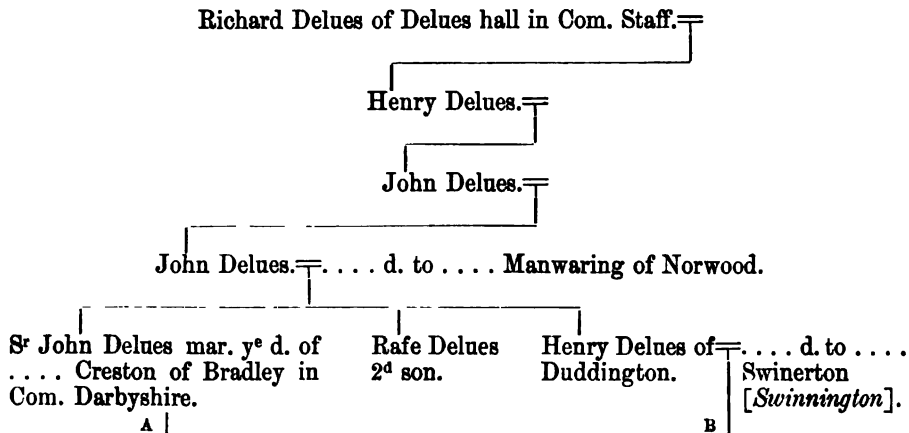 Richard Delues of Delues hall in Com. Staff.
Henry Delues.
John Delues.
John Delues. . . . . d. to . . . . Manwaring of Norwood.
Sʳ John Delues mar. yᵉ d. of
. . . . Creston of Bradley in
Com. Darbyshire.
Rafe Delues
2ᵈ son.
Henry Delues of
Duddington.
. . . . d. to . . . .
Swinerton
[Swinnington].
A
B